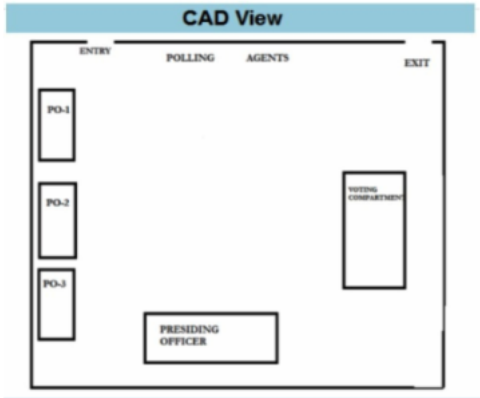 CAD View
ENTRY
POLLING AGENTS
EXIT
PO-1
PO-2
VOTING
COMPARTMENT
PO-3
PRESIDING
OFFICER